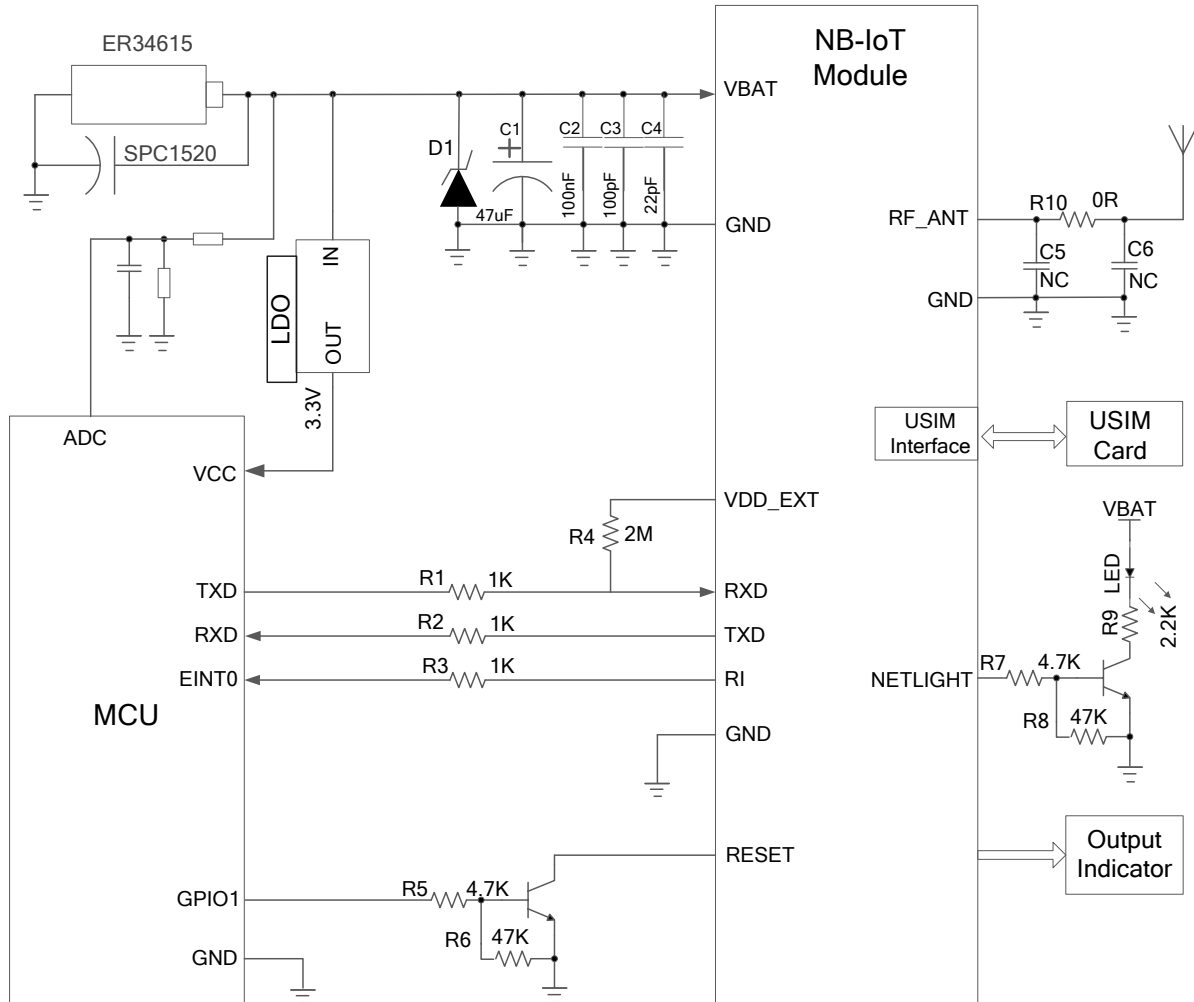 ER34615
SPC1520
NB-IoT
Module
VBAT
D1
C1
47uF
C2
100nF
C3
100pF
C4
22pF
GND
RF_ANT
R10
0R
C5
NC
C6
NC
GND
IN
OUT
LDO
3.3V
ADC
VCC
USIM
Interface
USIM
Card
VDD_EXT
R4
2M
VBAT
LED
R9
2.2K
TXD
R1
1K
RXD
RXD
R2
1K
TXD
EINT0
R3
1K
RI
NETLIGHT
R7
4.7K
R8
47K
MCU
GND
RESET
Output
Indicator
GPIO1
R5
4.7K
R6
47K
GND